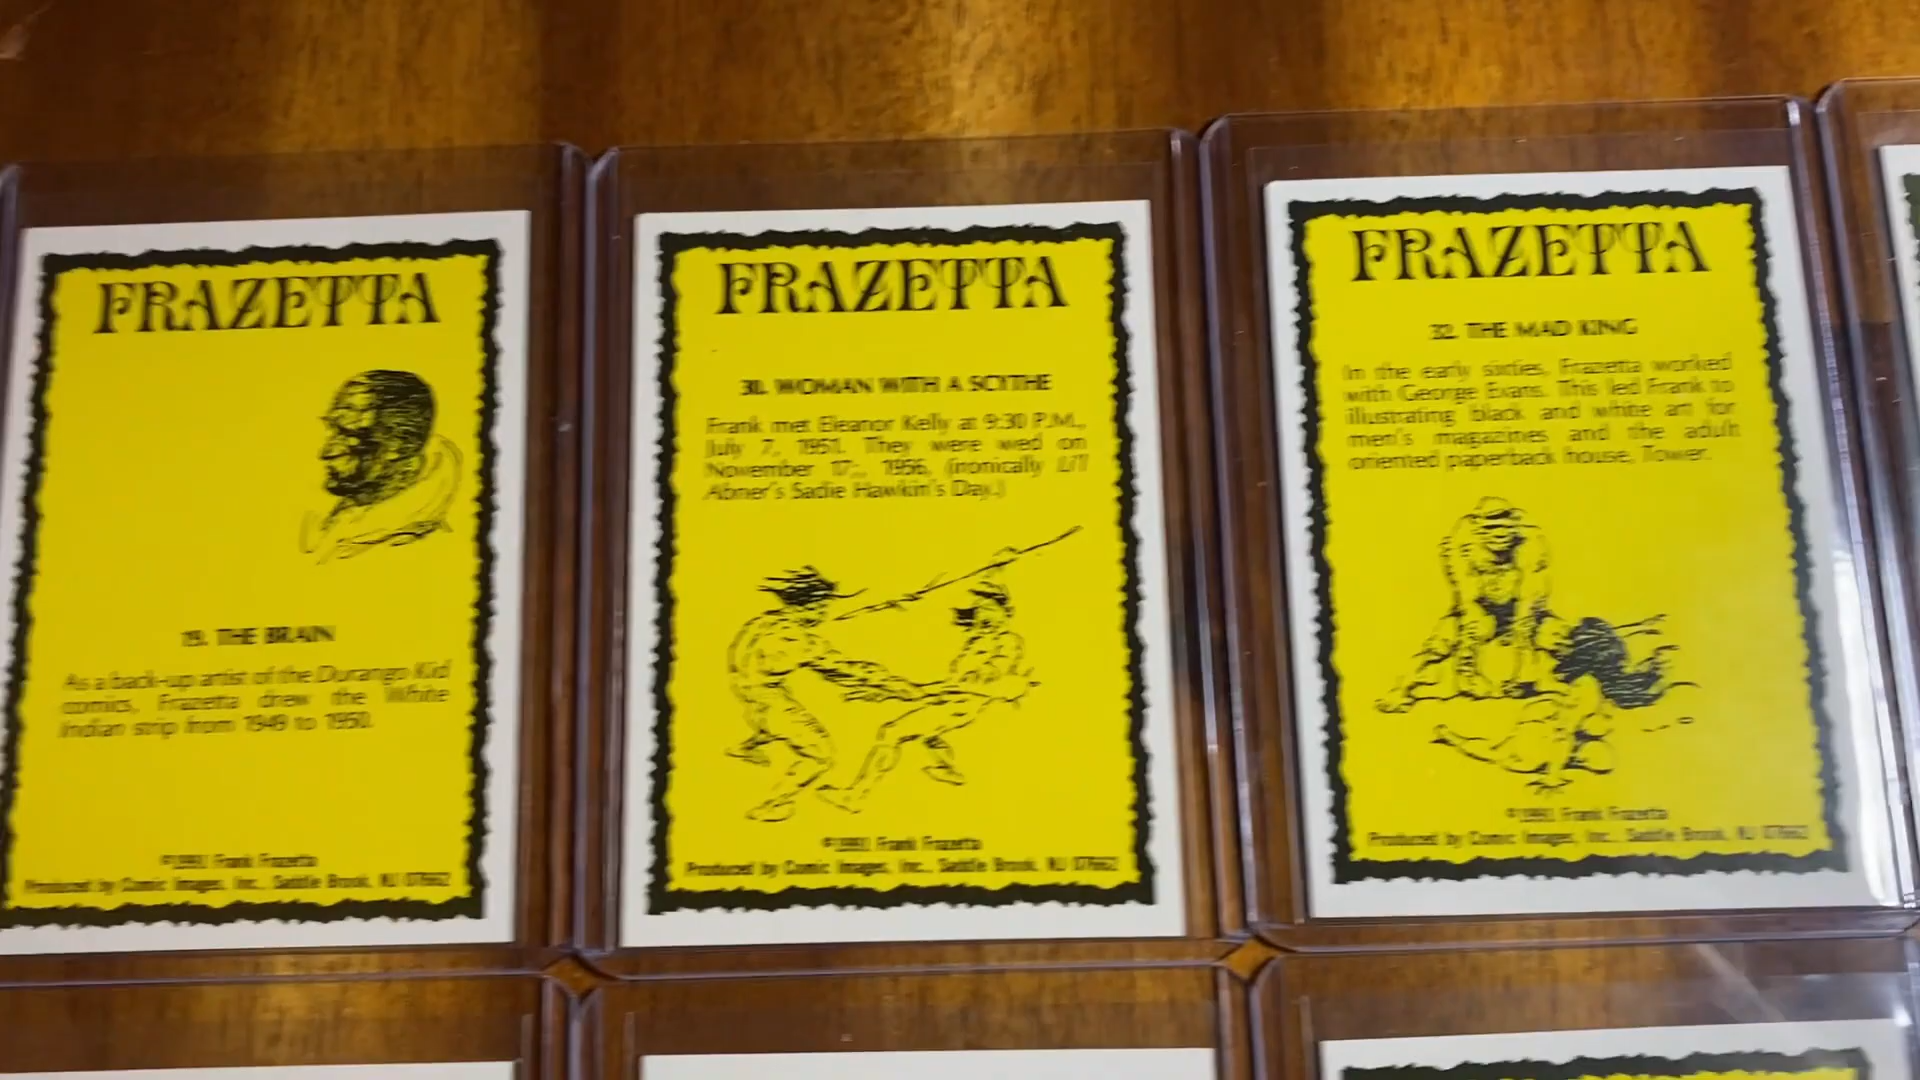 FRAZETTA
19. THE BRAIN
As a back-up artist of the Durango Kid
comics, Frazetta drew the White
Indian strip from 1949 to 1950.
©1991 Frank Frazetta
Produced by Comic Images, Inc., Saddle Brook, NJ 07662
FRAZETTA
30. WOMAN WITH A SCYTHE
Frank met Eleanor Kelly at 9:30 P.M.,
July 7, 1951. They were wed on
November 17, 1956, (ironically Li'l
Abner's Sadie Hawkin's Day.)
©1991 Frank Frazetta
Produced by Comic Images, Inc., Saddle Brook, NJ 07662
FRAZETTA
32. THE MAD KING
In the early sixties, Frazetta worked
with George Evans. This led Frank to
illustrating black and white art for
men's magazines and the adult
oriented paperback house, Tower.
©1991 Frank Frazetta
Produced by Comic Images, Inc., Saddle Brook, NJ 07662